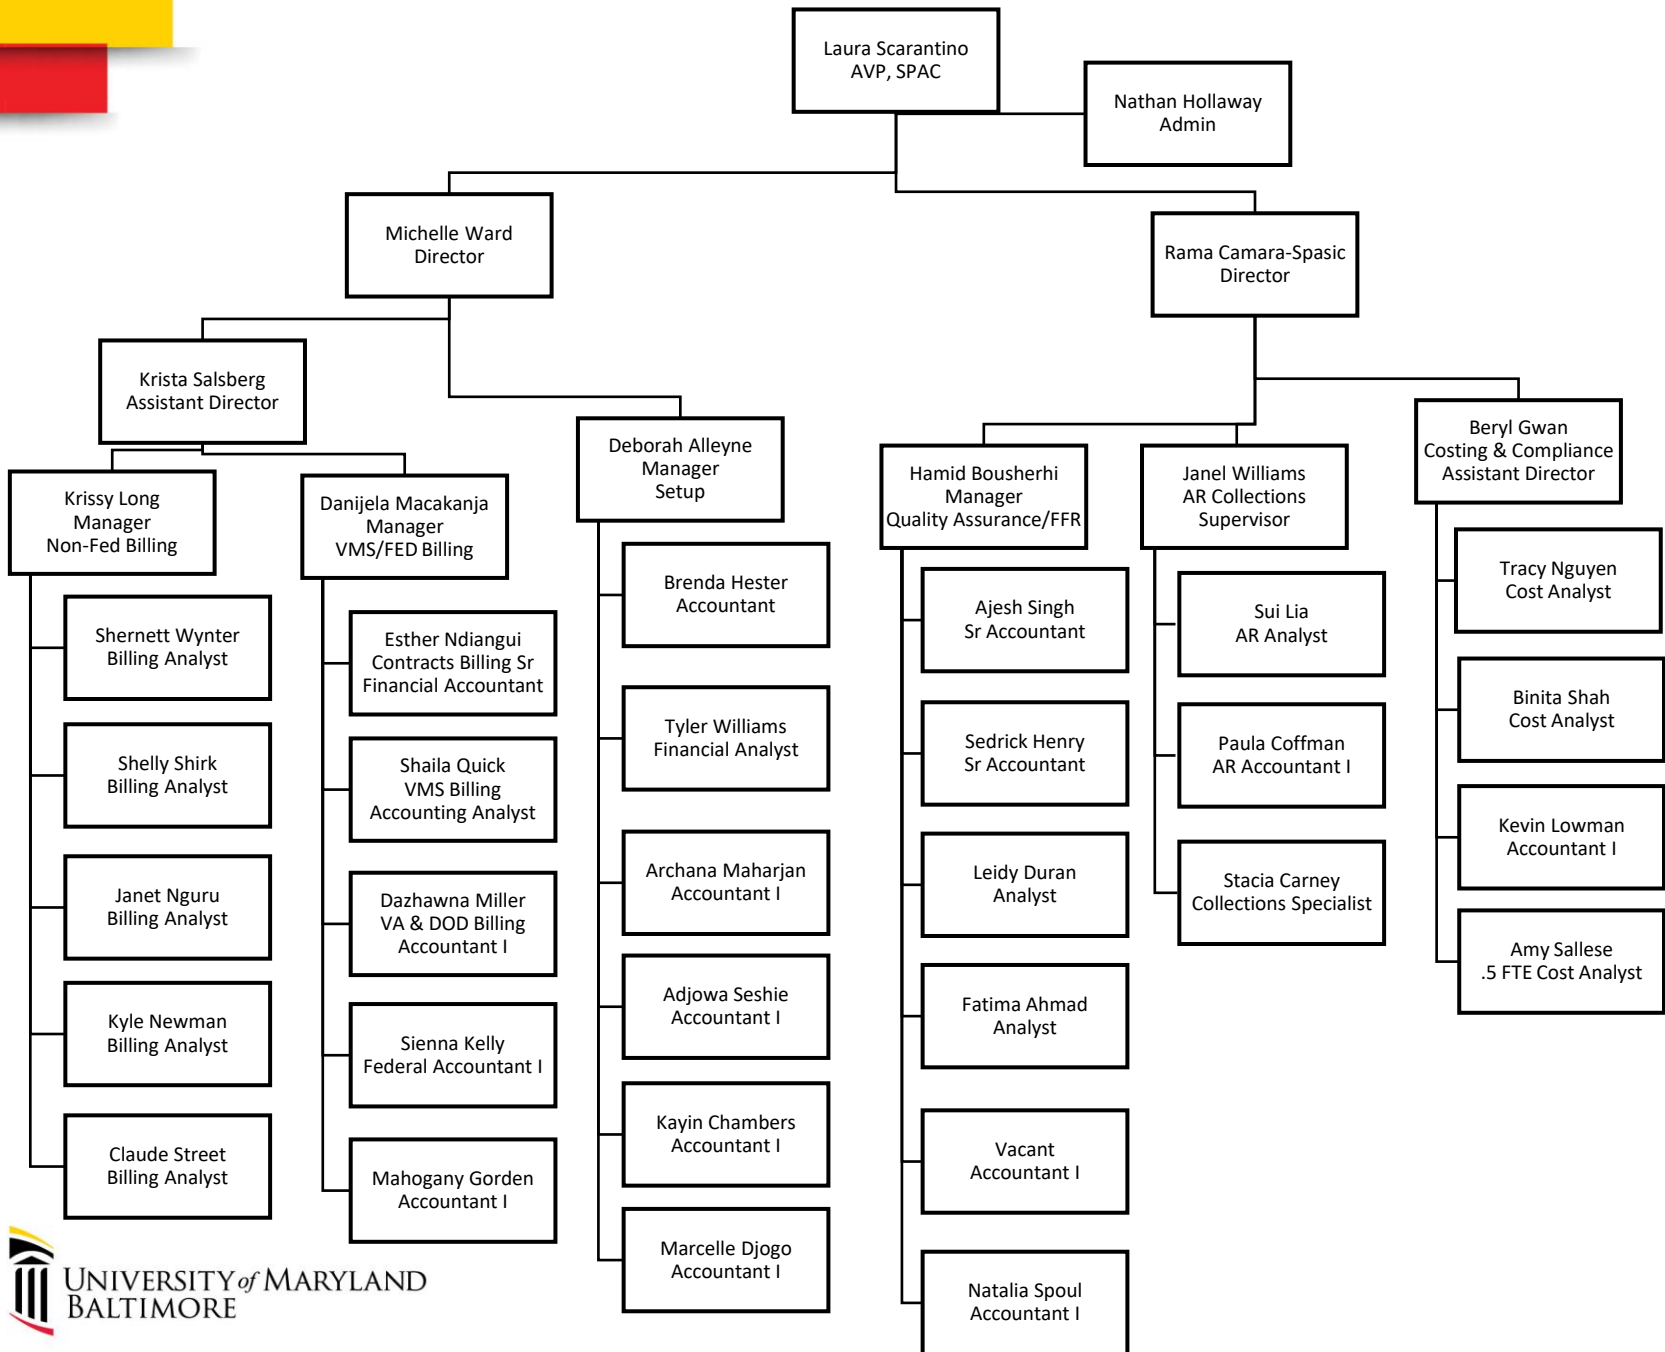 Laura Scarantino
AVP, SPAC
Nathan Hollaway
Admin
Michelle Ward
Director
Rama Camara-Spasic
Director
Krista Salsberg
Assistant Director
Krissy Long
Manager
Non-Fed Billing
Shernett Wynter
Billing Analyst
Shelly Shirk
Billing Analyst
Janet Nguru
Billing Analyst
Kyle Newman
Billing Analyst
Claude Street
Billing Analyst
Danijela Macakanja
Manager
VMS/FED Billing
Esther Ndiangui
Contracts Billing Sr
Financial Accountant
Shaila Quick
VMS Billing
Accounting Analyst
Dazhawna Miller
VA & DOD Billing
Accountant I
Sienna Kelly
Federal Accountant I
Mahogany Gorden
Accountant I
Deborah Alleyne
Manager
Setup
Brenda Hester
Accountant
Tyler Williams
Financial Analyst
Archana Maharjan
Accountant I
Adjowa Seshie
Accountant I
Kayin Chambers
Accountant I
Marcelle Djogo
Accountant I
Hamid Bousherhi
Manager
Quality Assurance/FFR
Ajesh Singh
Sr Accountant
Sedrick Henry
Sr Accountant
Leidy Duran
Analyst
Fatima Ahmad
Analyst
Vacant
Accountant I
Natalia Spoul
Accountant I
Janel Williams
AR Collections
Supervisor
Sui Lia
AR Analyst
Paula Coffman
AR Accountant I
Stacia Carney
Collections Specialist
Beryl Gwan
Costing & Compliance
Assistant Director
Tracy Nguyen
Cost Analyst
Binita Shah
Cost Analyst
Kevin Lowman
Accountant I
Amy Sallese
.5 FTE Cost Analyst
UNIVERSITY of MARYLAND
BALTIMORE